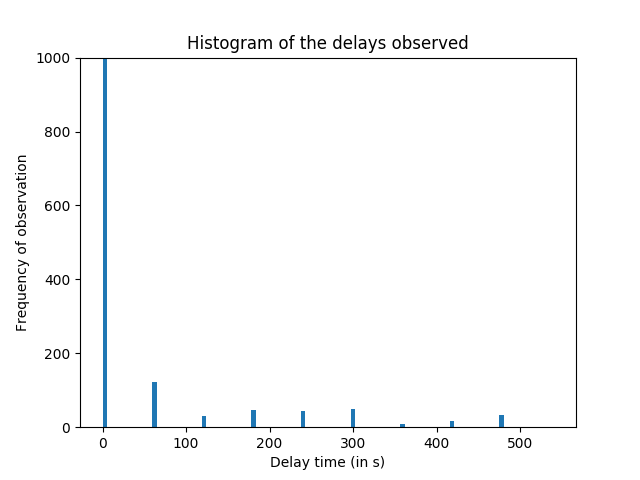 Histogram of the delays observed
1000
800
600
400
200
0
Frequency of observation
0 100 200 300 400 500
Delay time (in s)